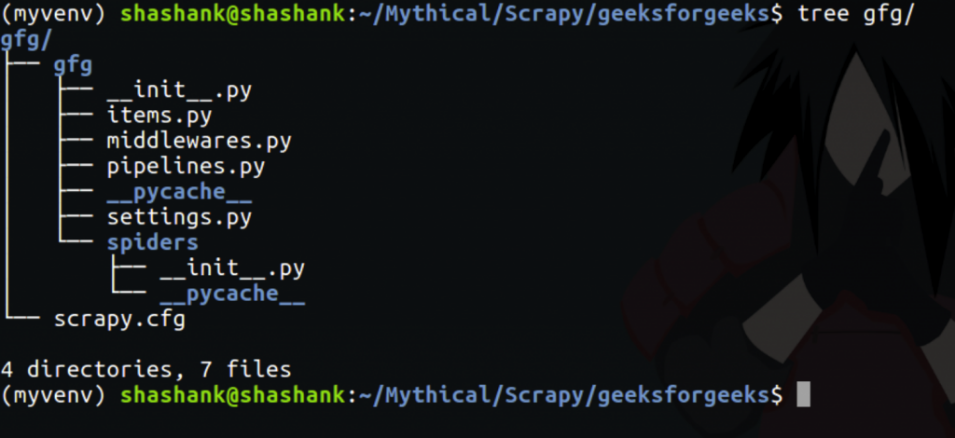 (myvenv) shashank@shashank:~/Mythical/Scrapy/geeksforgeeks$ tree gfg/
gfg/
├── gfg
│   ├── __init__.py
│   ├── items.py
│   ├── middlewares.py
│   ├── pipelines.py
│   ├── __pycache__
│   ├── settings.py
│   └── spiders
│       ├── __init__.py
│       └── __pycache__
└── scrapy.cfg
4 directories, 7 files
(myvenv) shashank@shashank:~/Mythical/Scrapy/geeksforgeeks$